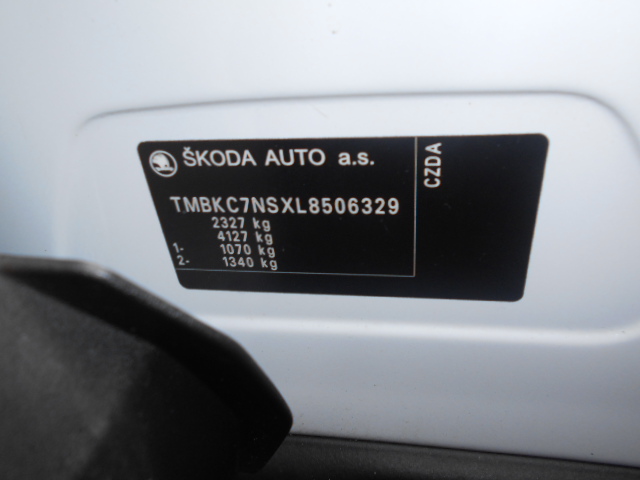 ŠKODA AUTO a.s.
TMBKC7NSXL8506329
2327 kg
4127 kg
1- 1070 kg
2- 1340 kg
CZDA